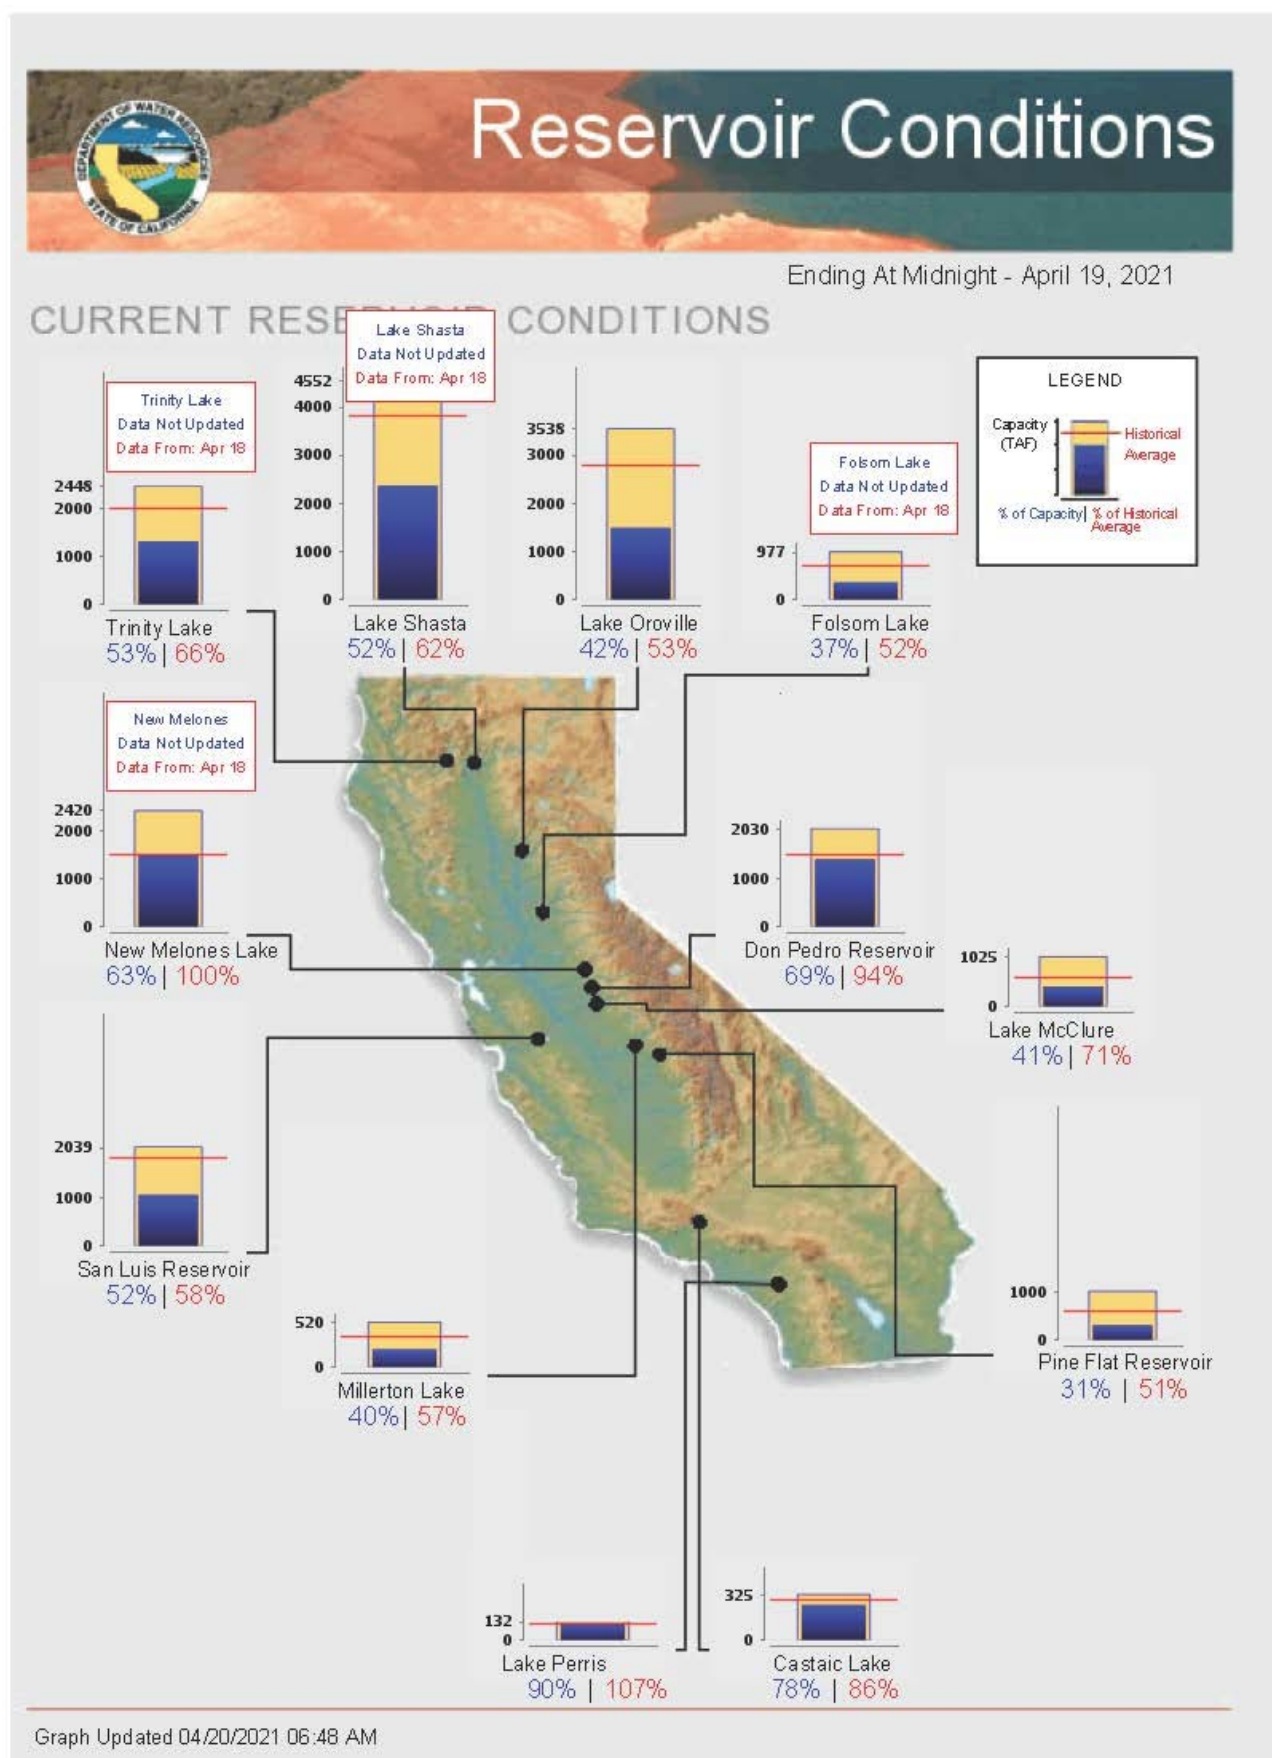 DEPARTMENT OF WATER RESOURCES
STATE OF CALIFORNIA
Reservoir Conditions
Ending At Midnight - April 19, 2021
CURRENT RESERVOIR CONDITIONS
Trinity Lake
Data Not Updated
Data From: Apr 18
2448
2000
1000
0
Trinity Lake
53% | 66%
Lake Shasta
Data Not Updated
Data From: Apr 18
4552
4000
3000
2000
1000
0
Lake Shasta
52% | 62%
3538
3000
2000
1000
0
Lake Oroville
42% | 53%
Folsom Lake
Data Not Updated
Data From: Apr 18
977
0
Folsom Lake
37% | 52%
LEGEND
Capacity
(TAF)
Historical
Average
% of Capacity | % of Historical
Average
New Melones
Data Not Updated
Data From: Apr 18
2420
2000
1000
0
New Melones Lake
63% | 100%
2030
1000
0
Don Pedro Reservoir
69% | 94%
1025
0
Lake McClure
41% | 71%
2039
1000
0
San Luis Reservoir
52% | 58%
520
0
Millerton Lake
40% | 57%
1000
0
Pine Flat Reservoir
31% | 51%
132
0
Lake Perris
90% | 107%
325
0
Castaic Lake
78% | 86%
Graph Updated 04/20/2021 06:48 AM